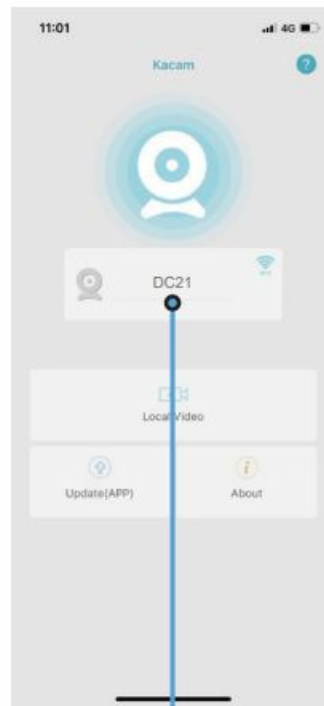 11:01
4G
Kacam
?
DC21
Local Video
Update(APP)
i
About